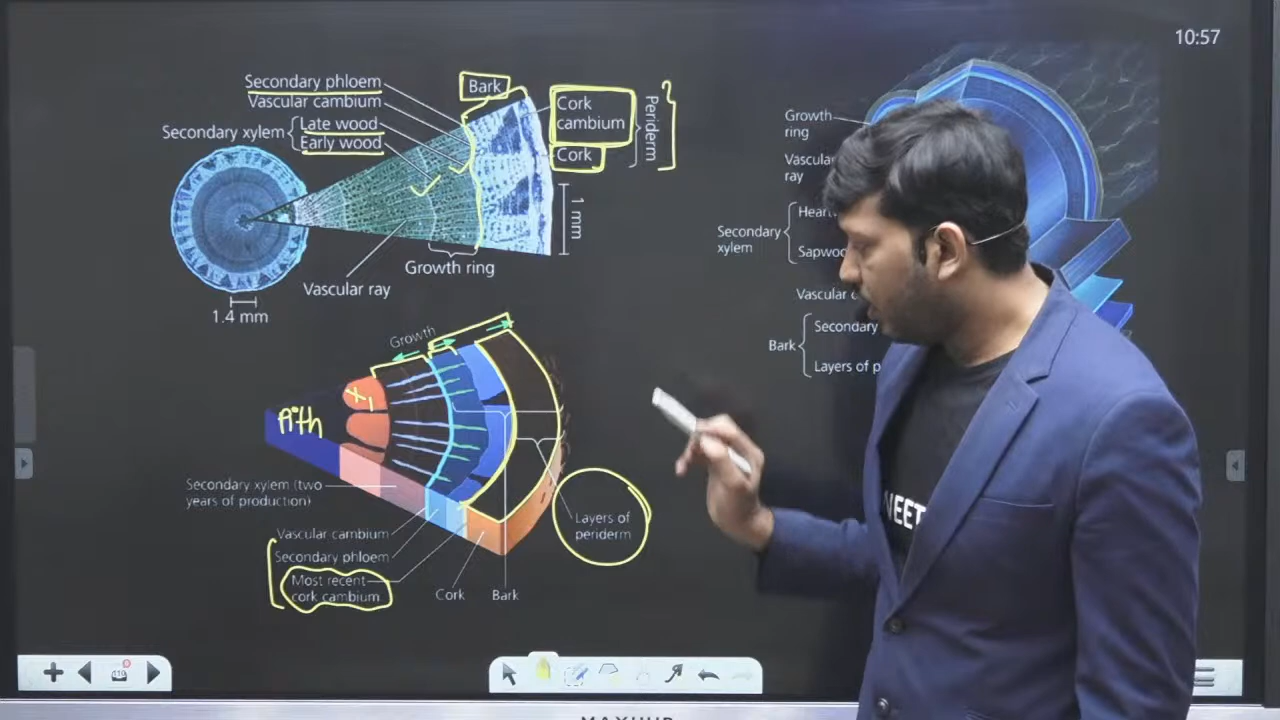 10:57
Secondary phloem
Vascular cambium
Secondary xylem
Late wood
Early wood
Bark
Cork
cambium
Cork
Periderm
1 mm
Growth ring
Vascular ray
1.4 mm
Growth
ring
ray
Secondary
xylem
Bark
Secondary
Layers of
Growth
X
Pith
Secondary xylem (two
years of production)
Vascular cambium
Secondary phloem
Most recent
cork cambium
Cork
Bark
Layers of
periderm
NEET
119
MAXHUB